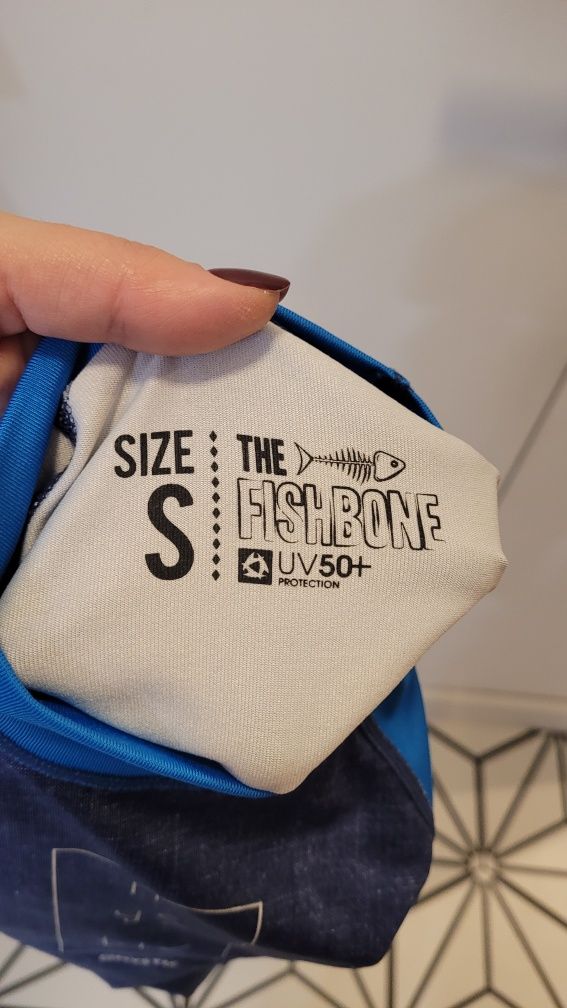 SIZE
S
THE
FISHBONE
UV50+
PROTECTION